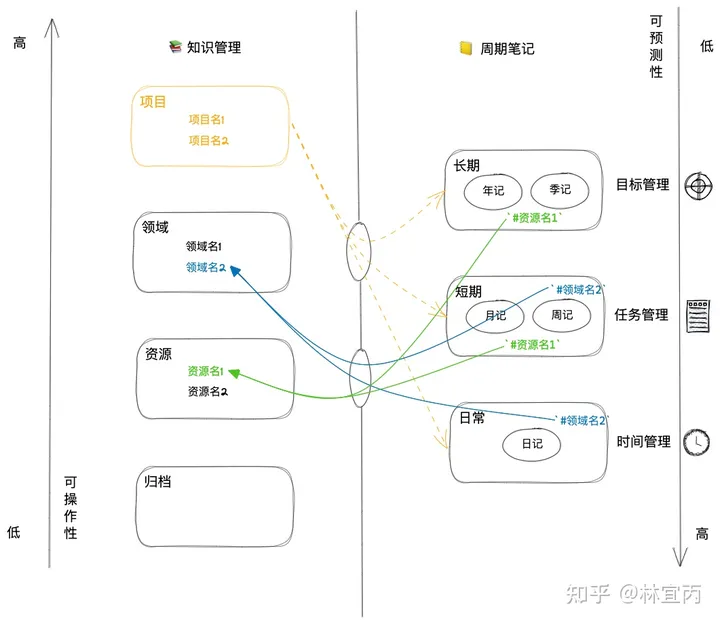 高
📚 知识管理
📒 周期笔记
可预测性
低
项目
项目名1
项目名2
长期
年记
季记
目标管理
`#资源名1`
领域
领域名1
领域名2
短期
`#领域名2`
月记
周记
任务管理
`#资源名1`
资源
资源名1
资源名2
日常
`#领域名2`
日记
时间管理
归档
可操作性
低
高
知乎 @林宜丙